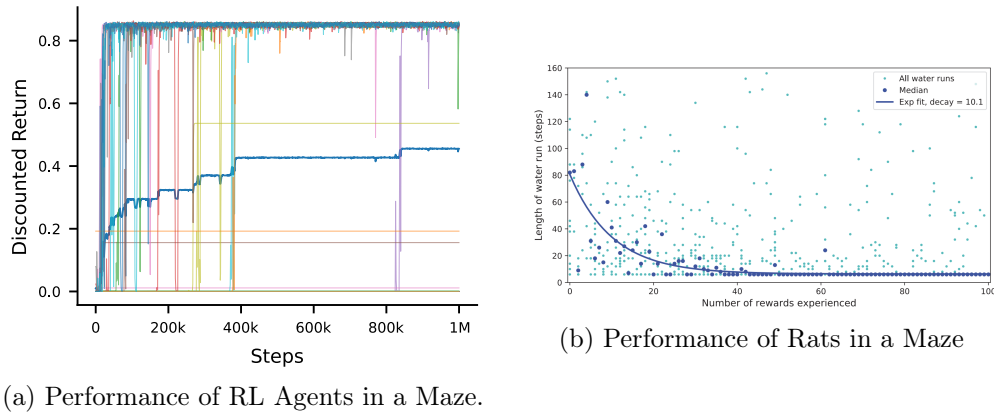 0.8
0.6
0.4
0.2
0.0
Discounted Return
0
200k
400k
600k
800k
1M
Steps
(a) Performance of RL Agents in a Maze.
160
140
120
100
80
60
40
20
0
Length of water run (steps)
All water runs
Median
Exp fit, decay = 10.1
0
20
40
60
80
100
Number of rewards experienced
(b) Performance of Rats in a Maze